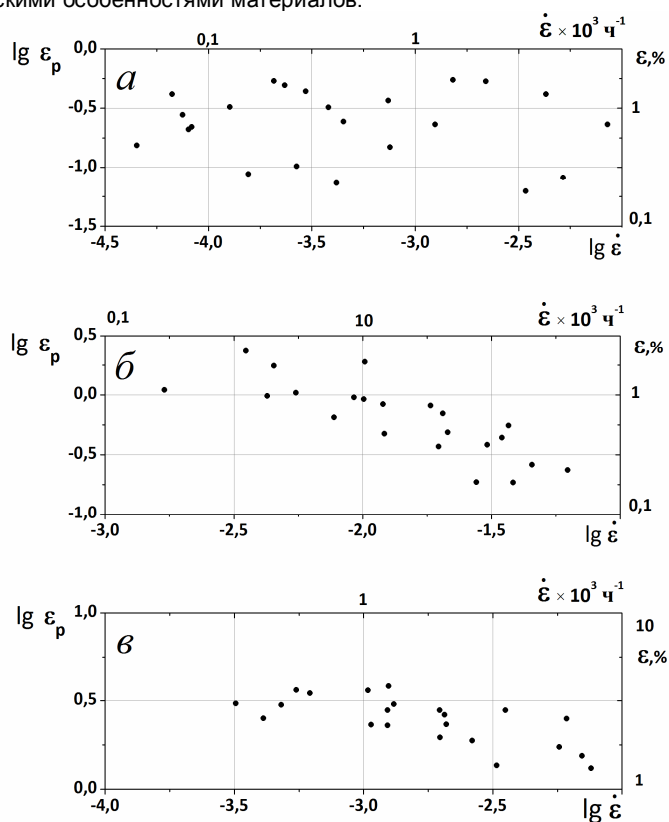 скими особенностями материалов.
0,1 1 ε̇ × 10³ ч⁻¹
lg εp 0,0 а ε,%
-0,5 1
-1,0
-1,5 0,1
-4,5 -4,0 -3,5 -3,0 -2,5 lg ε̇
0,1 10 ε̇ × 10³ ч⁻¹
lg εp 0,5 б ε,%
0,0 1
-0,5
-1,0 0,1
-3,0 -2,5 -2,0 -1,5 lg ε̇
1 ε̇ × 10³ ч⁻¹
lg εp 1,0 в 10
ε,%
0,5
0,0 1
-4,0 -3,5 -3,0 -2,5 lg ε̇